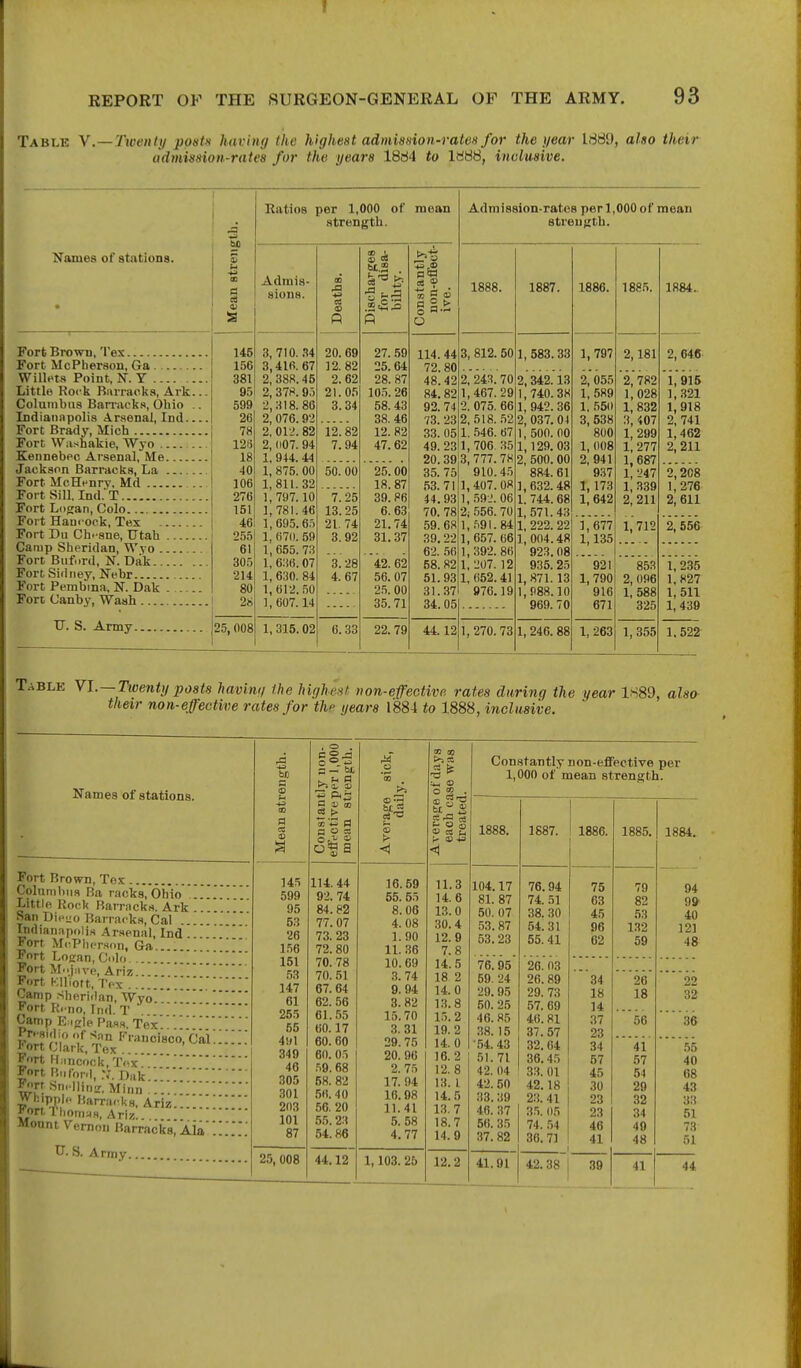 REPORT OF THE SURGEON-GENERAL OF THE ARMY. 93
TABLE V.—Twenty posts having the highest admission-rates for the year 1889, also their
admission-rates for the years 1884 to 1888, inclusive.
Names of stations. Mean strength. Ratios per 1,000 of mean strength. Admission-rates per 1,000 of mean strength.
Admissions. Deaths. Discharges for disability. Constantly non-effective. 1888. 1887. 1886. 1885. 1884.
Fort Brown, Tex 145 3,710.34 20.69 27.59 114.44 3,812.50 1,583.33 1,797 2,181 2,646
Fort McPherson, Ga 156 3,416.67 12.82 25.64 72.80
Willets Point, N. Y 381 2,388.45 2.62 28.87 48.42 2,243.70 2,342.13 2,055 2,782 1,915
Little Rock Barracks, Ark 95 2,378.95 21.05 105.26 84.82 1,467.29 1,740.38 1,589 1,028 1,321
Columbus Barracks, Ohio 599 2,318.86 3.34 58.43 92.74 2,075.66 1,942.36 1,550 1,832 1,918
Indianapolis Arsenal, Ind 26 2,076.92 38.46 73.23 2,518.52 2,037.04 3,538 3,407 2,741
Fort Brady, Mich 78 2,012.82 12.82 12.82 33.05 1,546.67 1,500.00 800 1,299 1,462
Fort Washakie, Wyo 126 2,007.94 7.94 47.62 49.23 1,706.35 1,129.03 1,008 1,277 2,211
Kennebec Arsenal, Me 18 1,944.44 20.39 3,777.78 2,500.00 2,941 1,687
Jackson Barracks, La 40 1,875.00 50.00 25.00 35.75 910.45 884.61 937 1,247 2,208
Fort McHenry, Md 106 1,811.32 18.87 53.71 1,407.08 1,632.48 1,173 1,339 1,276
Fort Sill, Ind. T 276 1,797.10 7.25 39.86 44.93 1,592.06 1,744.68 1,642 2,211 2,611
Fort Logan, Colo 151 1,781.46 13.25 6.63 70.78 2,556.70 1,571.43
Fort Hancock, Tex 46 1,695.65 21.74 21.74 59.68 1,591.84 1,222.22 1,677 1,712 2,556
Fort Du Chesne, Utah 255 1,670.59 3.92 31.37 39.22 1,657.66 1,004.48 1,135
Camp Sheridan, Wyo 61 1,655.73 62.56 1,392.86 923.08
Fort Buford, N. Dak 305 1,636.07 3.28 42.62 58.82 1,207.12 935.25 921 853 1,235
Fort Sidney, Nebr 214 1,630.84 4.67 56.07 51.93 1,652.41 1,871.13 1,790 2,096 1,827
Fort Pembina, N. Dak 80 1,612.50 25.00 31.37 976.19 1,988.10 916 1,588 1,511
Fort Canby, Wash 28 1,607.14 35.71 34.05 969.70 671 325 1,439
U. S. Army 25,008 1,315.02 6.33 22.79 44.12 1,270.73 1,246.88 1,263 1,355 1.522
TABLE VI.—Twenty posts having the highest non-effective rates during the year 1889, also
their non-effective rates for the years 1884 to 1888, inclusive.
Names of stations. Mean strength. Constantly non-effective per 1,000 mean strength. Average sick, daily. Average of days each case was treated. Constantly non-effective per 1,000 of mean strength.
1888. 1887. 1886. 1885. 1884.
Fort Brown, Tex 145 114.44 16.59 11.3 104.17 76.94 75 79 94
Columbus Barracks, Ohio 599 92.74 55.55 14.6 81.87 74.51 63 82 99
Little Rock Barracks, Ark 95 84.82 8.06 13.0 50.07 38.30 45 53 40
San Diego Barracks, Cal 53 77.07 4.08 30.4 53.87 54.31 96 132 121
Indianapolis Arsenal, Ind 26 73.23 1.90 12.9 53.23 55.41 62 59 48
Fort McPherson, Ga 156 72.80 11.36 7.8
Fort Logan, Colo 151 70.78 10.69 14.5 76.95 26.03
Fort Mojave, Ariz 53 70.51 3.74 18 2 59.24 26.89 34 26 22
Fort Elliott, Tex 147 67.64 9.94 14.0 29.95 29.73 18 18 32
Camp Sheridan, Wyo 61 62.56 3.82 13.8 50.25 57.69 14
Fort Reno, Ind. T 255 61.55 15.70 15.2 46.85 46.81 37 56 36
Camp Eagle Pass, Tex 55 60.17 3.31 19.2 38.15 37.57 23
Presidio of San Francisco, Cal 491 60.60 29.75 14.0 54.43 32.64 34 41 55
Fort Clark, Tex 349 60.05 20.96 16.2 51.71 36.45 57 57 40
Fort Hancock, Tex 46 59.68 2.75 12.8 42.04 33.01 45 54 68
Fort Buford, N. Dak 305 58.82 17.94 13.1 42.50 42.18 30 29 43
Fort Snelling, Minn 301 56.40 16.98 14.5 33.39 23.41 23 32 33
Whipple Barracks, Ariz 203 56.20 11.41 13.7 46.37 35.05 23 34 51
Fort Thomas, Ariz 101 55.23 5.58 18.7 56.35 74.54 46 49 73
Mount Vernon Barracks, Ala 87 54.86 4.77 14.9 37.82 36.71 41 48 51
U. S. Army 25,008 44.12 1,103.25 12.2 41.91 42.38 39 41 44